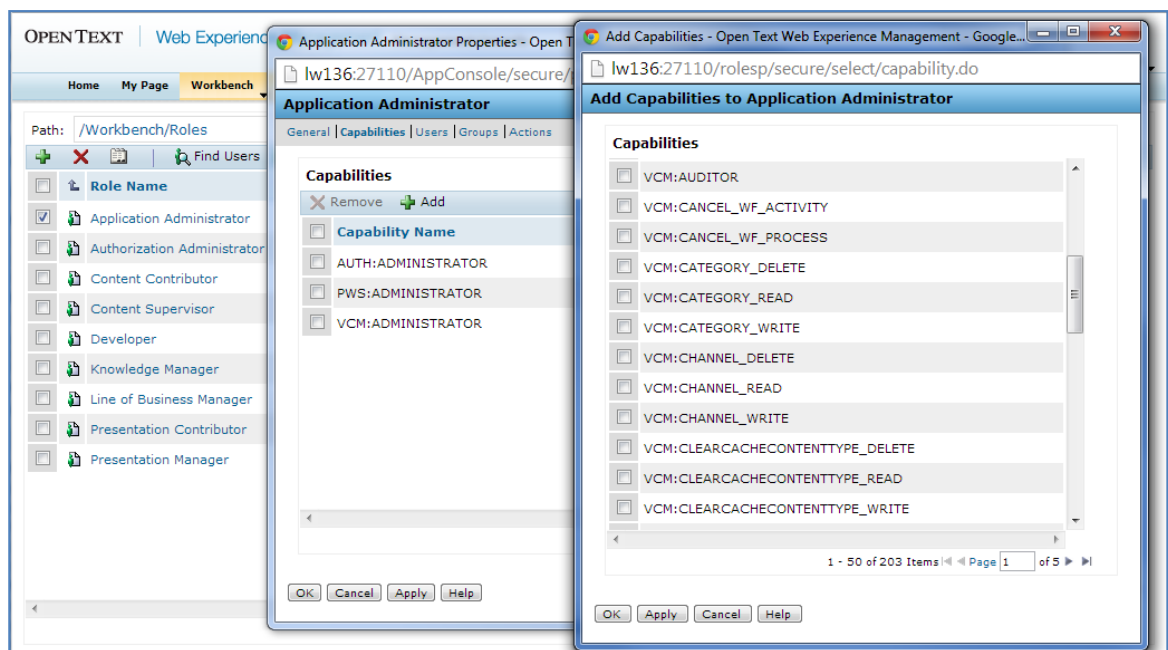 OPEN TEXT | Web Experienc
Home My Page Workbench
Path: /Workbench/Roles
Find Users
Role Name
Application Administrator
Authorization Administrator
Content Contributor
Content Supervisor
Developer
Knowledge Manager
Line of Business Manager
Presentation Contributor
Presentation Manager
Application Administrator Properties - Open T
lw136:27110/AppConsole/secure/
Application Administrator
General | Capabilities | Users | Groups | Actions
Capabilities
Remove Add
Capability Name
AUTH:ADMINISTRATOR
PWS:ADMINISTRATOR
VCM:ADMINISTRATOR
OK Cancel Apply Help
Add Capabilities - Open Text Web Experience Management - Google...
lw136:27110/rolesp/secure/select/capability.do
Add Capabilities to Application Administrator
Capabilities
VCM:AUDITOR
VCM:CANCEL_WF_ACTIVITY
VCM:CANCEL_WF_PROCESS
VCM:CATEGORY_DELETE
VCM:CATEGORY_READ
VCM:CATEGORY_WRITE
VCM:CHANNEL_DELETE
VCM:CHANNEL_READ
VCM:CHANNEL_WRITE
VCM:CLEARCACHECONTENTTYPE_DELETE
VCM:CLEARCACHECONTENTTYPE_READ
VCM:CLEARCACHECONTENTTYPE_WRITE
1 - 50 of 203 Items Page 1 of 5
OK Apply Cancel Help